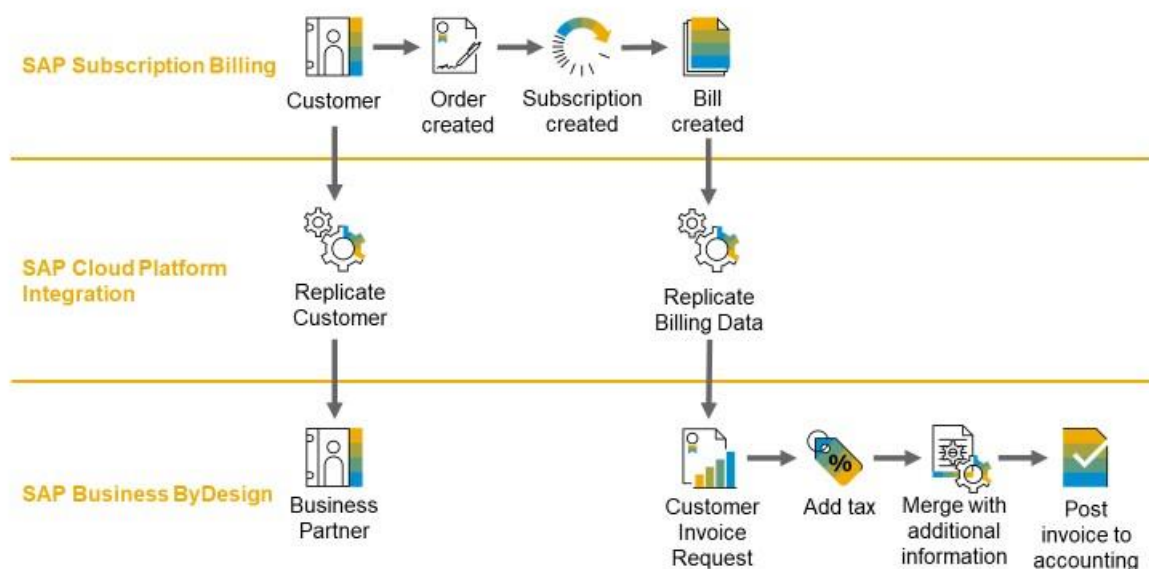 SAP Subscription Billing
Customer
Order
created
Subscription
created
Bill
created
SAP Cloud Platform
Integration
Replicate
Customer
Replicate
Billing Data
SAP Business ByDesign
Business
Partner
Customer
Invoice
Request
%
Add tax
Merge with
additional
information
Post
invoice to
accounting